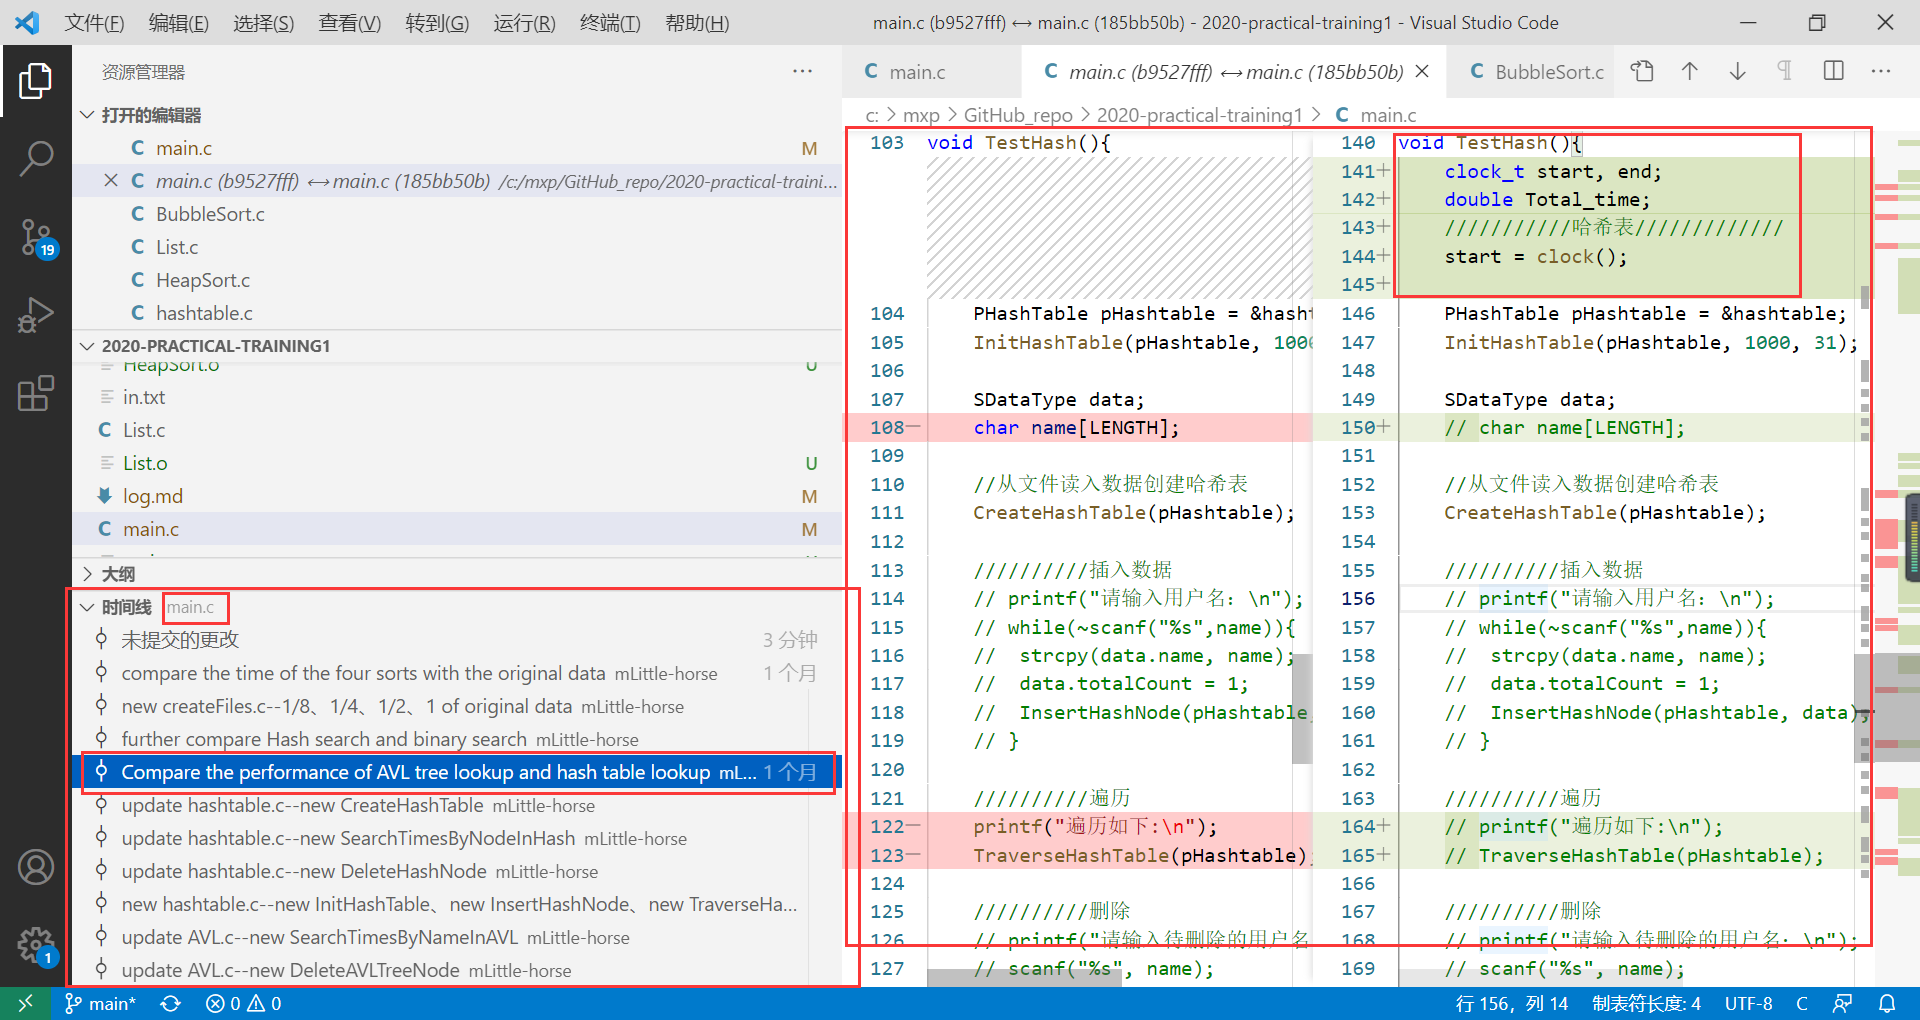 文件(F) 编辑(E) 选择(S) 查看(V) 转到(G) 运行(R) 终端(T) 帮助(H) main.c (b9527fff) ↔ main.c (185bb50b) - 2020-practical-training1 - Visual Studio Code
资源管理器 ···
打开的编辑器
C main.c M
C main.c (b9527fff) ↔ main.c (185bb50b) /c:/mxp/GitHub_repo/2020-practical-traini...
C BubbleSort.c
C List.c
C HeapSort.c
C hashtable.c
19
2020-PRACTICAL-TRAINING1
HeapSort.o U
in.txt
C List.c
List.o U
log.md M
C main.c M
大纲
时间线 main.c
未提交的更改 3 分钟
compare the time of the four sorts with the original data mLittle-horse 1 个月
new createFiles.c--1/8、1/4、1/2、1 of original data mLittle-horse
further compare Hash search and binary search mLittle-horse
Compare the performance of AVL tree lookup and hash table lookup mL... 1 个月
update hashtable.c--new CreateHashTable mLittle-horse
update hashtable.c--new SearchTimesByNodeInHash mLittle-horse
update hashtable.c--new DeleteHashNode mLittle-horse
new hashtable.c--new InitHashTable、new InsertHashNode、new TraverseHa...
update AVL.c--new SearchTimesByNameInAVL mLittle-horse
update AVL.c--new DeleteAVLTreeNode mLittle-horse
1
C main.c
C main.c (b9527fff) ↔ main.c (185bb50b)
C BubbleSort.c
c: > mxp > GitHub_repo > 2020-practical-training1 > C main.c
103 void TestHash(){
104 PHashTable pHashtable = &hasht
105 InitHashTable(pHashtable, 1000
106
107 SDataType data;
108— char name[LENGTH];
109
110 //从文件读入数据创建哈希表
111 CreateHashTable(pHashtable);
112
113 //////////插入数据
114 // printf("请输入用户名: \n");
115 // while(~scanf("%s",name)){
116 // strcpy(data.name, name);
117 // data.totalCount = 1;
118 // InsertHashNode(pHashtable,
119 // }
120
121 //////////遍历
122— printf("遍历如下:\n");
123— TraverseHashTable(pHashtable);
124
125 //////////删除
126 // printf("请输入待删除的用户名
127 // scanf("%s", name);
140 void TestHash(){
141+ clock_t start, end;
142+ double Total_time;
143+ ///////////哈希表/////////////
144+ start = clock();
145+
146 PHashTable pHashtable = &hashtable;
147 InitHashTable(pHashtable, 1000, 31);
148
149 SDataType data;
150+ // char name[LENGTH];
151
152 //从文件读入数据创建哈希表
153 CreateHashTable(pHashtable);
154
155 //////////插入数据
156 // printf("请输入用户名: \n");
157 // while(~scanf("%s",name)){
158 // strcpy(data.name, name);
159 // data.totalCount = 1;
160 // InsertHashNode(pHashtable, data);
161 // }
162
163 //////////遍历
164+ // printf("遍历如下:\n");
165+ // TraverseHashTable(pHashtable);
166
167 //////////删除
168 // printf("请输入待删除的用户名: \n");
169 // scanf("%s", name);
main* 0 0 行 156，列 14 制表符长度: 4 UTF-8 C